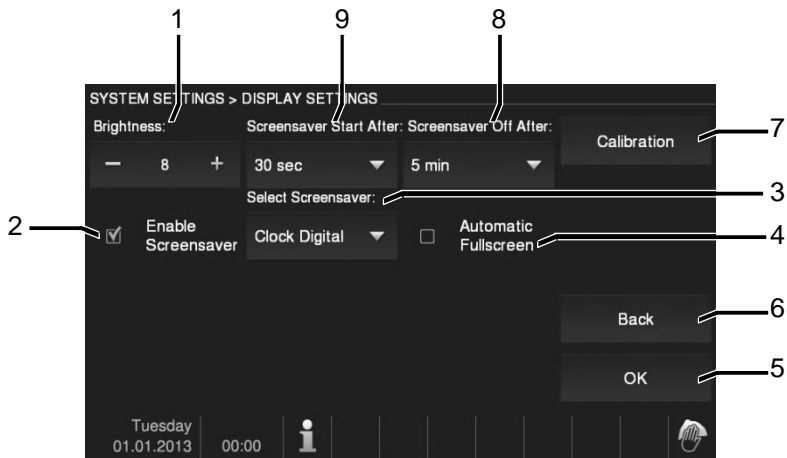 1 9 8
SYSTEM SETTINGS > DISPLAY SETTINGS
Brightness: Screensaver Start After: Screensaver Off After:
Calibration 7
− 8 + 30 sec 5 min
Select Screensaver: 3
2 Enable Screensaver Clock Digital Automatic Fullscreen 4
Back 6
OK 5
Tuesday
01.01.2013 00:00 i